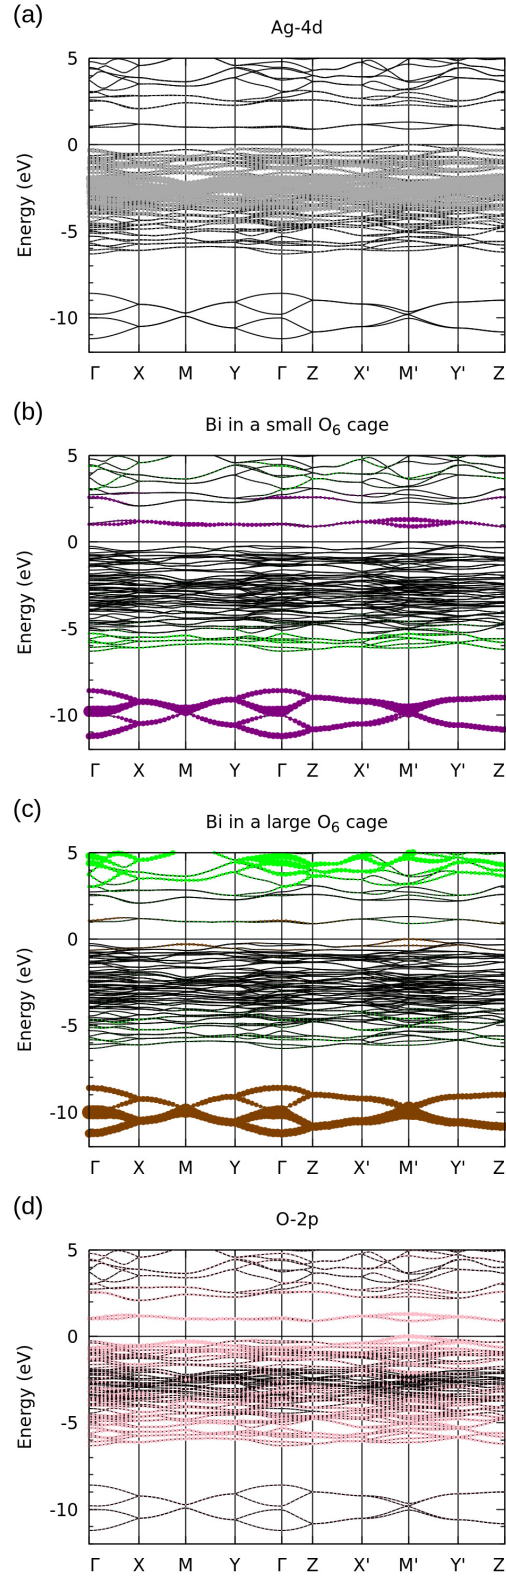 (a)
Ag-4d
5
0
-5
-10
Energy (eV)
Γ X M Y Γ Z X' M' Y' Z
(b)
Bi in a small O₆ cage
5
0
-5
-10
Energy (eV)
Γ X M Y Γ Z X' M' Y' Z
(c)
Bi in a large O₆ cage
5
0
-5
-10
Energy (eV)
Γ X M Y Γ Z X' M' Y' Z
(d)
O-2p
5
0
-5
-10
Energy (eV)
Γ X M Y Γ Z X' M' Y' Z